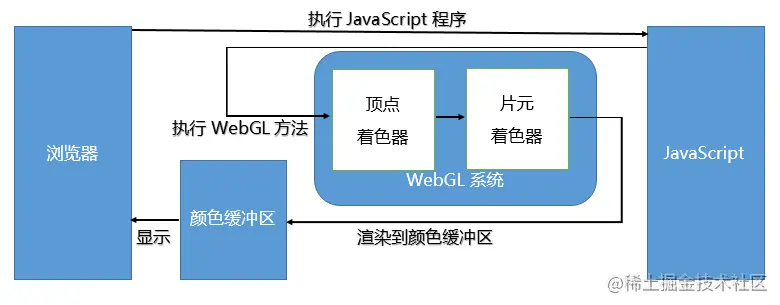 执行 JavaScript 程序
顶点
着色器
片元
着色器
执行 WebGL 方法
浏览器
JavaScript
WebGL 系统
颜色缓冲区
显示
渲染到颜色缓冲区
@稀土掘金技术社区